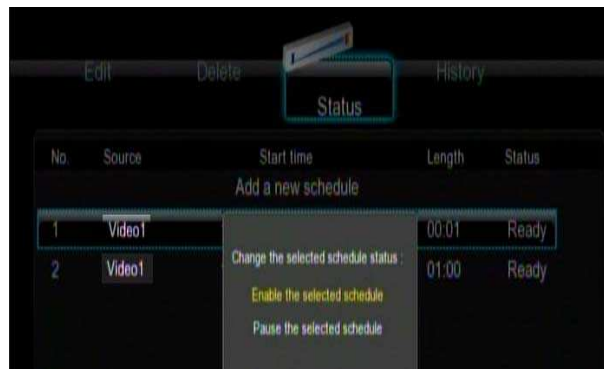 Edit Delete History
Status
No. Source Start time Length Status
Add a new schedule
1 Video1 00:01 Ready
Change the selected schedule status :
2 Video1 01:00 Ready
Enable the selected schedule
Pause the selected schedule